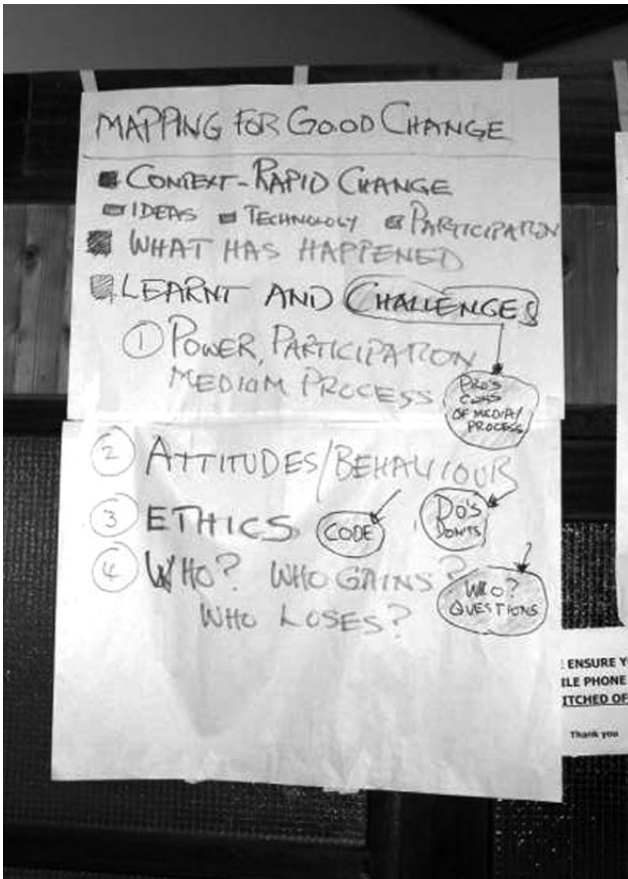 MAPPING FOR GOOD CHANGE
CONTEXT - RAPID CHANGE
IDEAS TECHNOLOGY PARTICIPATION
WHAT HAS HAPPENED
LEARNT AND CHALLENGES
1 POWER, PARTICIPATION
MEDIUM PROCESS
PRO'S
CONS
OF MEDIA/
PROCESS
2 ATTITUDES/BEHAVIOUR
3 ETHICS CODE
DO'S
DONTS
4 WHO? WHO GAINS?
WHO LOSES?
WHO?
QUESTIONS
ENSURE Y
ILE PHONE
ITCHED OF
Thank you